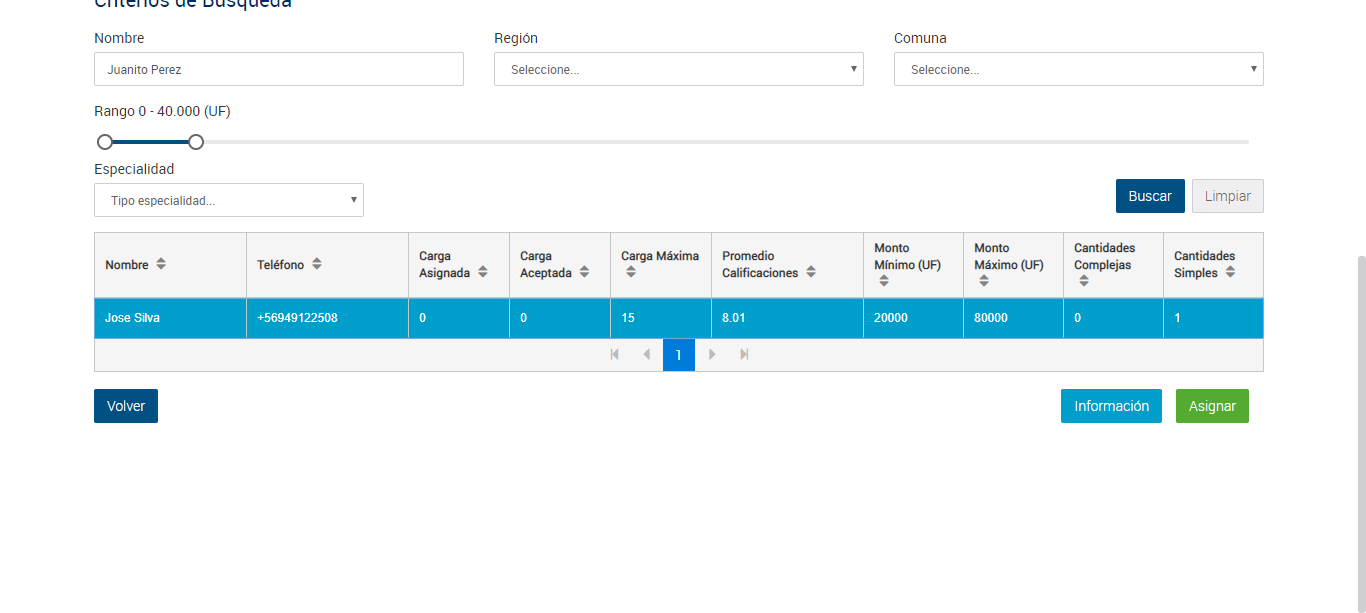 Criterios de Búsqueda
Nombre Región Comuna
Juanito Perez Seleccione... Seleccione...
Rango 0 - 40.000 (UF)
Especialidad
Tipo especialidad... Buscar Limpiar
Nombre Teléfono Carga Asignada Carga Aceptada Carga Máxima Promedio Calificaciones Monto Mínimo (UF) Monto Máximo (UF) Cantidades Complejas Cantidades Simples
Jose Silva +56949122508 0 0 15 8.01 20000 80000 0 1
1
Volver Información Asignar